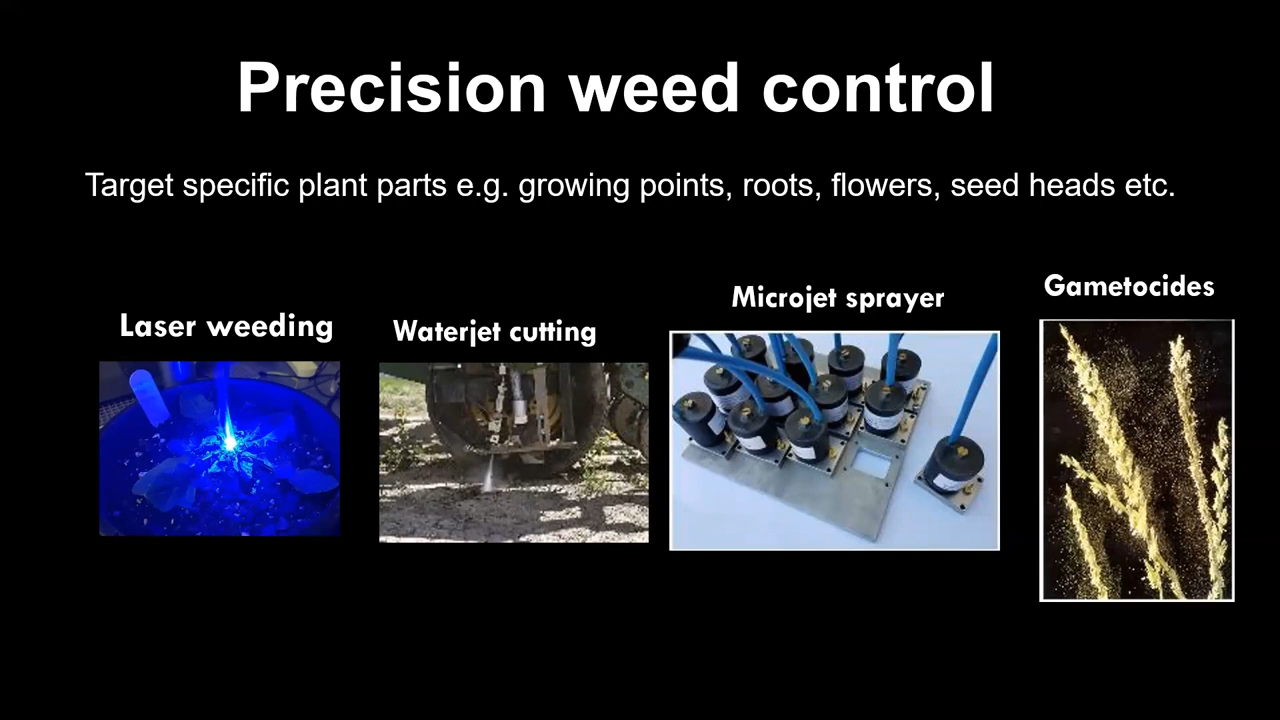 Precision weed control
Target specific plant parts e.g. growing points, roots, flowers, seed heads etc.
Laser weeding
Waterjet cutting
Microjet sprayer
Gametocides